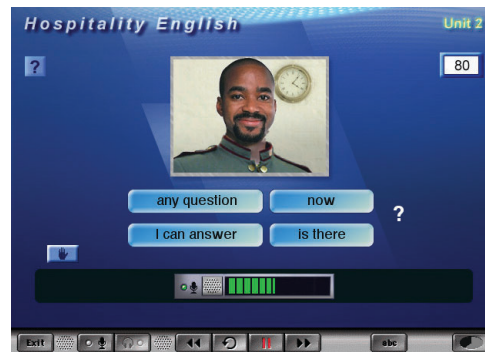 Hospitality English
Unit 2
?
80
any question
now
?
I can answer
is there
Exit
abc